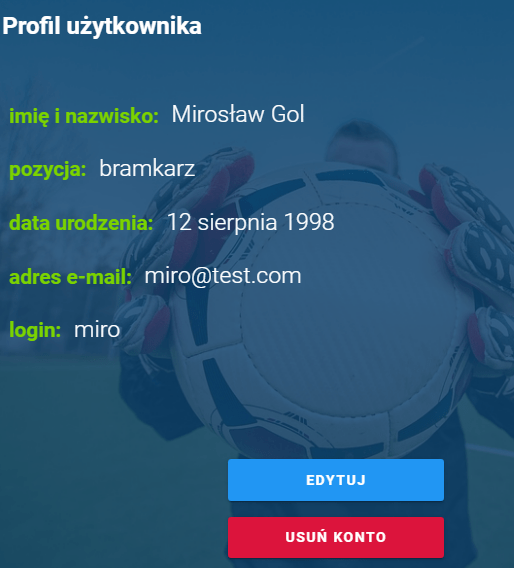 Profil użytkownika
imię i nazwisko: Mirosław Gol
pozycja: bramkarz
data urodzenia: 12 sierpnia 1998
adres e-mail: miro@test.com
login: miro
EDYTUJ
USUŃ KONTO